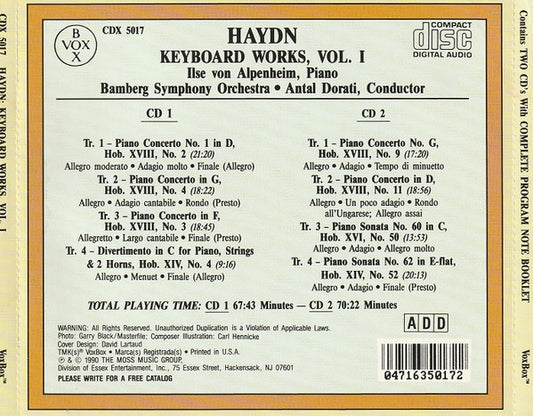 CDX 5017 HAYDN- KEYBOARD WORKS, VOL. 1 VoxBox™
B
VOX
X
CDX 5017
HAYDN
COMPACT
disc
DIGITAL AUDIO
KEYBOARD WORKS, VOL. I
Ilse von Alpenheim, Piano
Bamberg Symphony Orchestra • Antal Dorati, Conductor
CD 1
Tr. 1 – Piano Concerto No. 1 in D,
Hob. XVIII, No. 2 (21:20)
Allegro moderato • Adagio molto • Finale (Allegro)
Tr. 2 – Piano Concerto in G,
Hob. XVIII, No. 4 (18:22)
Allegro • Adagio cantabile • Rondo (Presto)
Tr. 3 – Piano Concerto in F,
Hob. XVIII, No. 3 (18:45)
Allegretto • Largo cantabile • Finale (Presto)
Tr. 4 – Divertimento in C for Piano, Strings
& 2 Horns, Hob. XIV, No. 4 (9:16)
Allegro • Menuet • Finale (Allegro)
CD 2
Tr. 1 – Piano Concerto No. G,
Hob. XVIII, No. 9 (17:20)
Allegro • Adagio • Tempo di minuetto
Tr. 2 – Piano Concerto in D,
Hob. XVIII, No. 11 (18:56)
Allegro • Un poco adagio • Rondo
all'Ungarese; Allegro assai
Tr. 3 – Piano Sonata No. 60 in C,
Hob. XVI, No. 50 (13:53)
Allegro • Adagio • Allegro molto
Tr. 4 – Piano Sonata No. 62 in E-flat,
Hob. XIV, No. 52 (20:13)
Allegro • Adagio • Finale (Presto)
TOTAL PLAYING TIME: CD 1 67:43 Minutes — CD 2 70:22 Minutes
WARNING: All Rights Reserved. Unauthorized Duplication is a Violation of Applicable Laws.
Photo: Garry Black/Masterfile: Composer Illustration: Carl Hennicke
Cover Design: David Lartaud
TMK(s)® VoxBox • Marca(s) Registrada(s) • Printed in U.S.A.
℗ & © 1990 THE MOSS MUSIC GROUP,
Division of Essex Entertainment, Inc., 75 Essex Street, Hackensack, NJ 07601
PLEASE WRITE FOR A FREE CATALOG
ADD
04716350172
Contains TWO CD's With COMPLETE PROGRAM NOTE BOOKLET VoxBox™